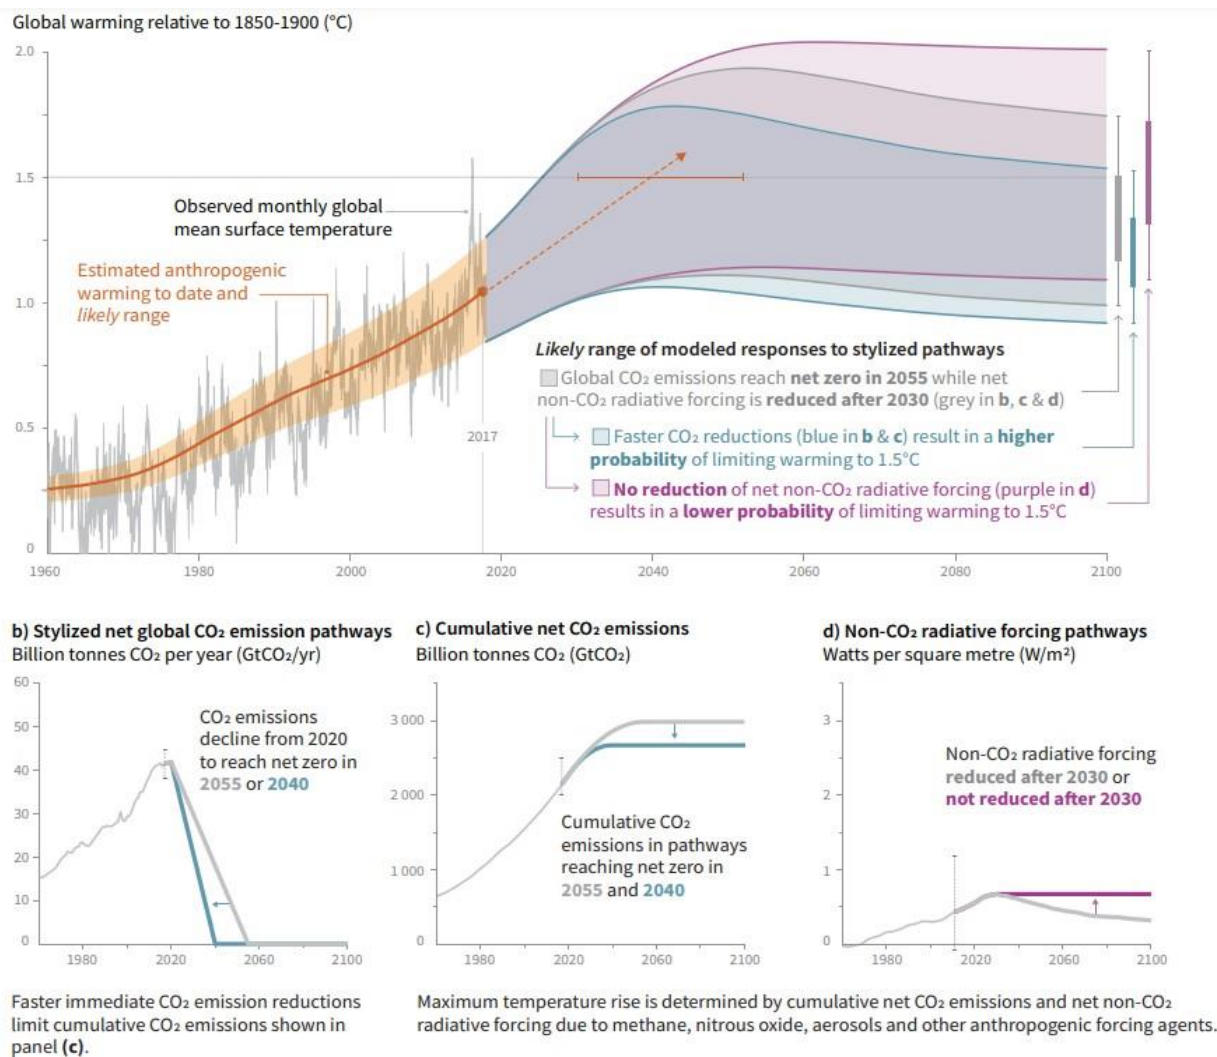 Global warming relative to 1850-1900 (°C)
2.0
1.5
1.0
0.5
0
Observed monthly global
mean surface temperature
Estimated anthropogenic
warming to date and
likely range
2017
Likely range of modeled responses to stylized pathways
Global CO₂ emissions reach net zero in 2055 while net
non-CO₂ radiative forcing is reduced after 2030 (grey in b, c & d)
Faster CO₂ reductions (blue in b & c) result in a higher
probability of limiting warming to 1.5°C
No reduction of net non-CO₂ radiative forcing (purple in d)
results in a lower probability of limiting warming to 1.5°C
1960 1980 2000 2020 2040 2060 2080 2100
b) Stylized net global CO₂ emission pathways
Billion tonnes CO₂ per year (GtCO₂/yr)
60
50
40
30
20
10
0
CO₂ emissions
decline from 2020
to reach net zero in
2055 or 2040
1980 2020 2060 2100
c) Cumulative net CO₂ emissions
Billion tonnes CO₂ (GtCO₂)
3 000
2 000
1 000
0
Cumulative CO₂
emissions in pathways
reaching net zero in
2055 and 2040
1980 2020 2060 2100
d) Non-CO₂ radiative forcing pathways
Watts per square metre (W/m²)
3
2
1
0
Non-CO₂ radiative forcing
reduced after 2030 or
not reduced after 2030
1980 2020 2060 2100
Faster immediate CO₂ emission reductions
limit cumulative CO₂ emissions shown in
panel (c).
Maximum temperature rise is determined by cumulative net CO₂ emissions and net non-CO₂
radiative forcing due to methane, nitrous oxide, aerosols and other anthropogenic forcing agents.